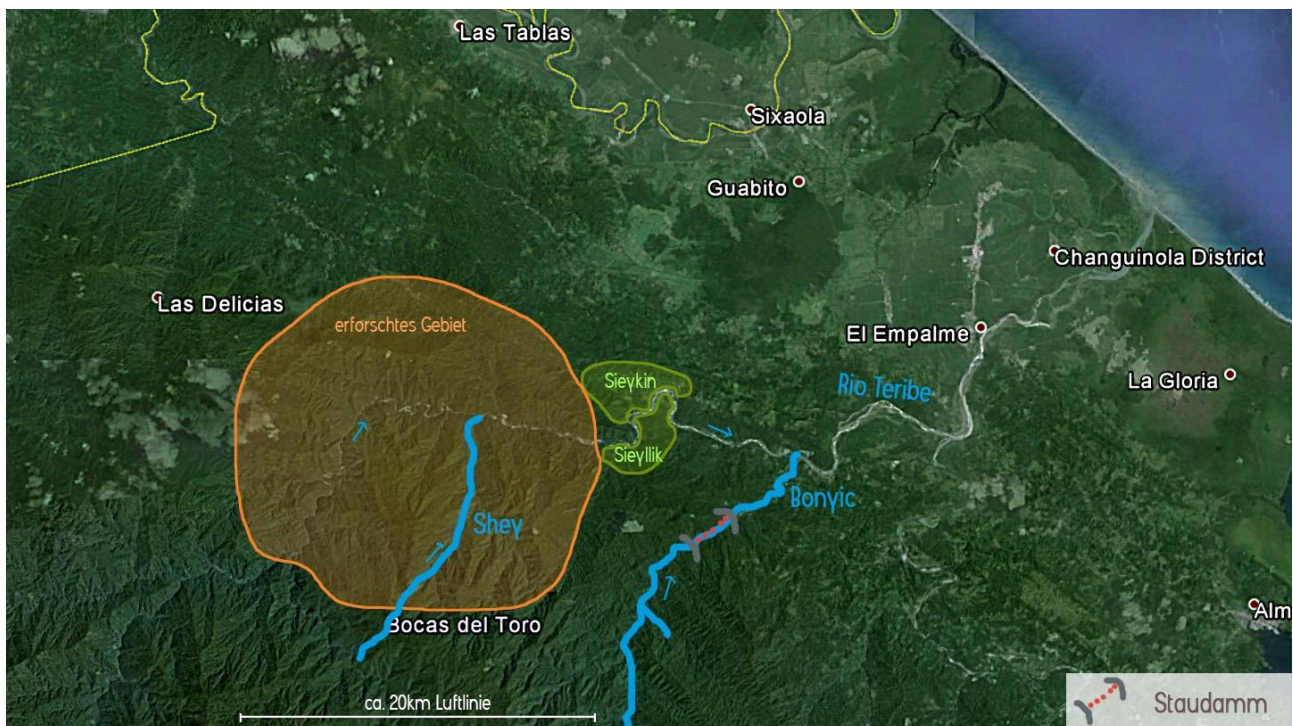 Las Tablas
Sixaola
Guabito
Changuinola District
Las Delicias
erforschtes Gebiet
El Empalme
La Gloria
Sieykin
Rio Teribe
Sieyllik
Bonyic
Shey
Bocas del Toro
Alm
ca. 20km Luftlinie
Staudamm